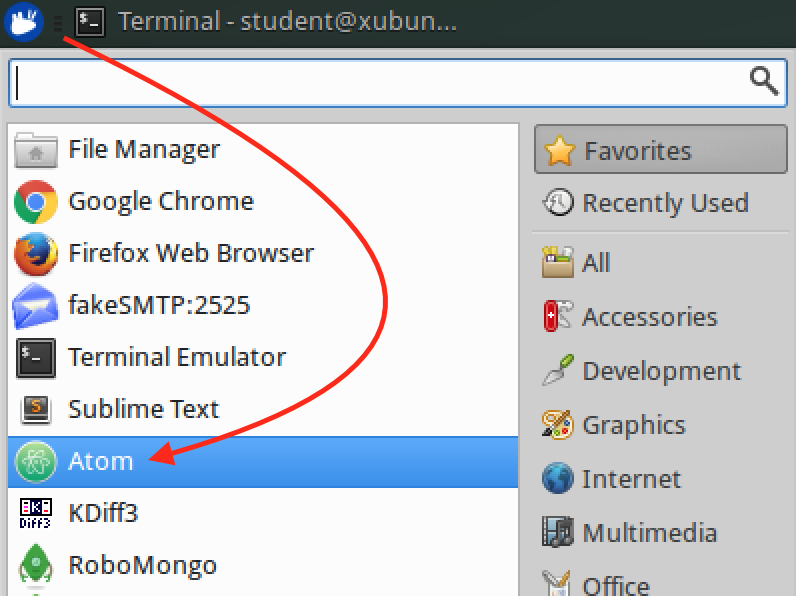 Terminal - student@xubun...
File Manager
Google Chrome
Firefox Web Browser
fakeSMTP:2525
Terminal Emulator
Sublime Text
Atom
KDiff3
RoboMongo
Favorites
Recently Used
All
Accessories
Development
Graphics
Internet
Multimedia
Office